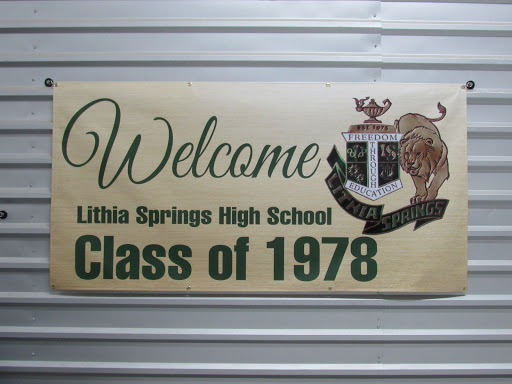 Welcome
Lithia Springs High School
Class of 1978
EST 1975
FREEDOM
THROUGH
EDUCATION
LITHIA SPRINGS